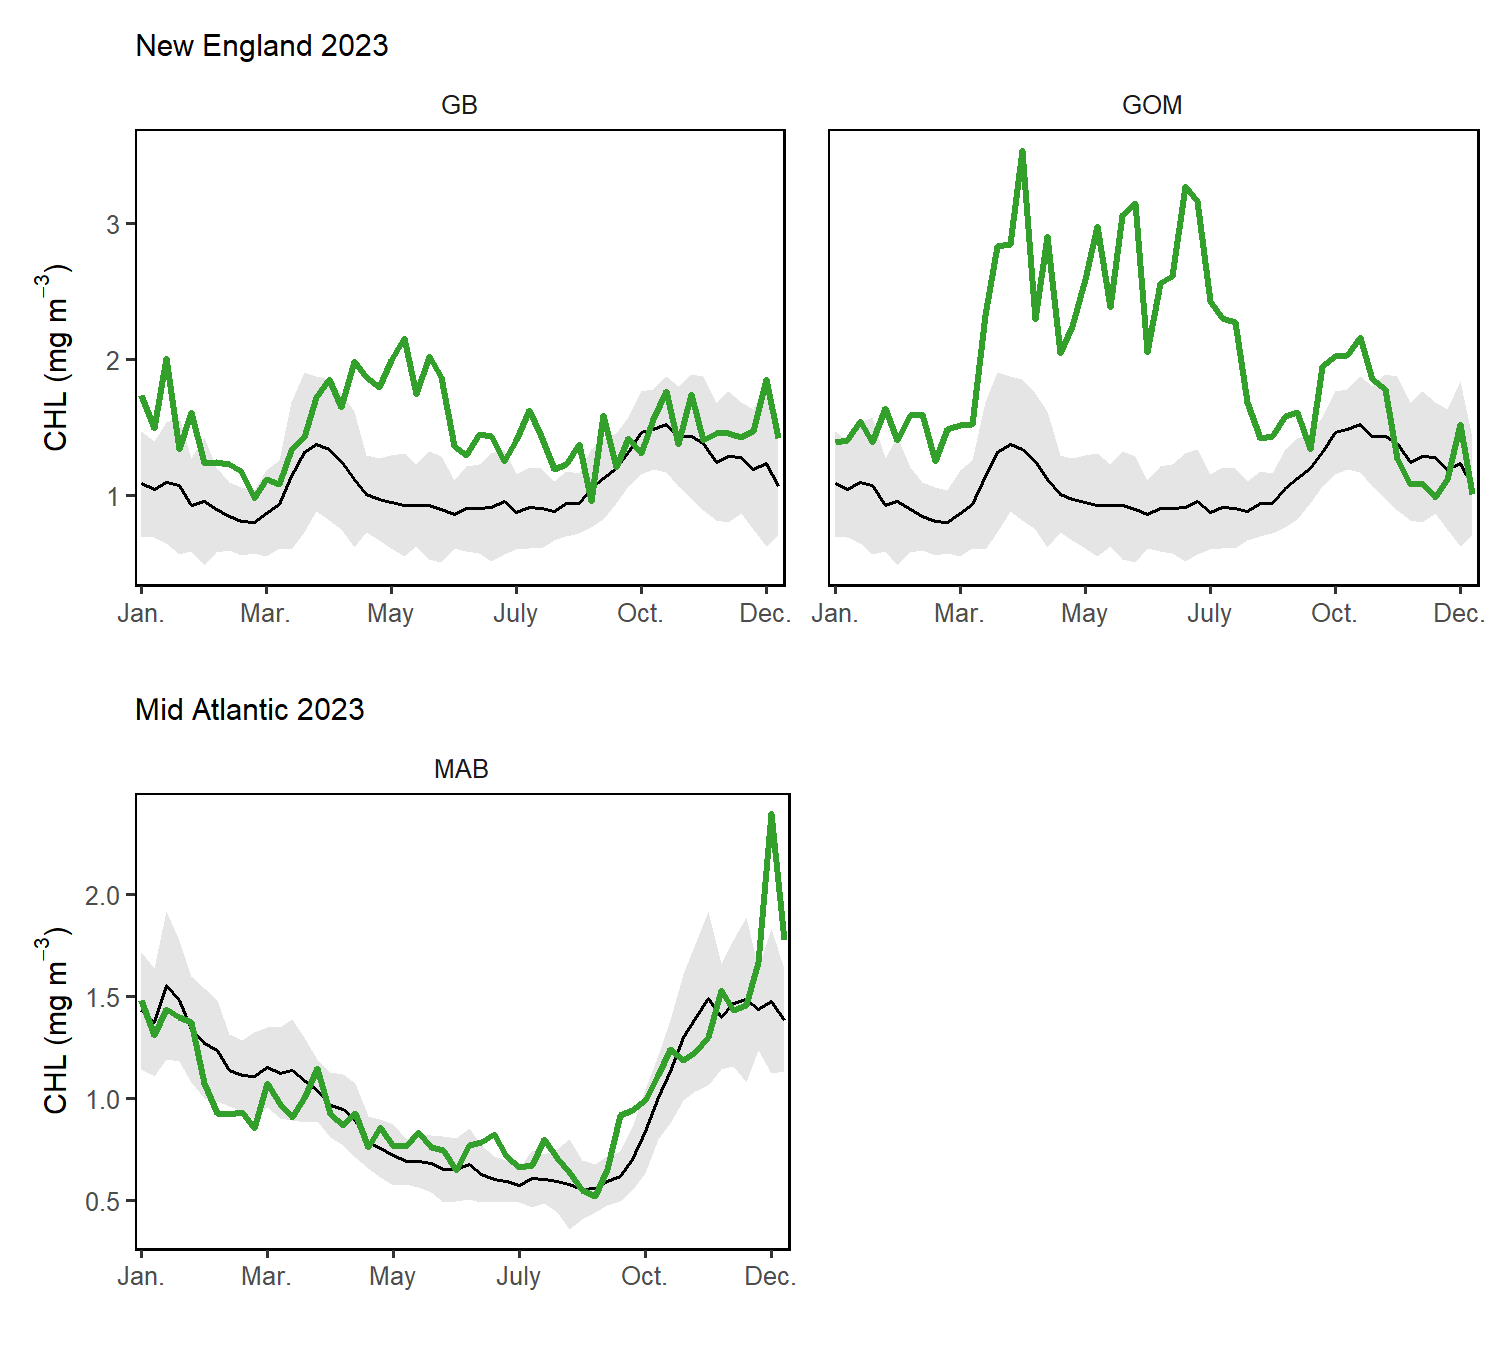 New England 2023
GB
GOM
CHL (mg m⁻³)
3
2
1
Jan. Mar. May July Oct. Dec.
Jan. Mar. May July Oct. Dec.
Mid Atlantic 2023
MAB
CHL (mg m⁻³)
2.0
1.5
1.0
0.5
Jan. Mar. May July Oct. Dec.